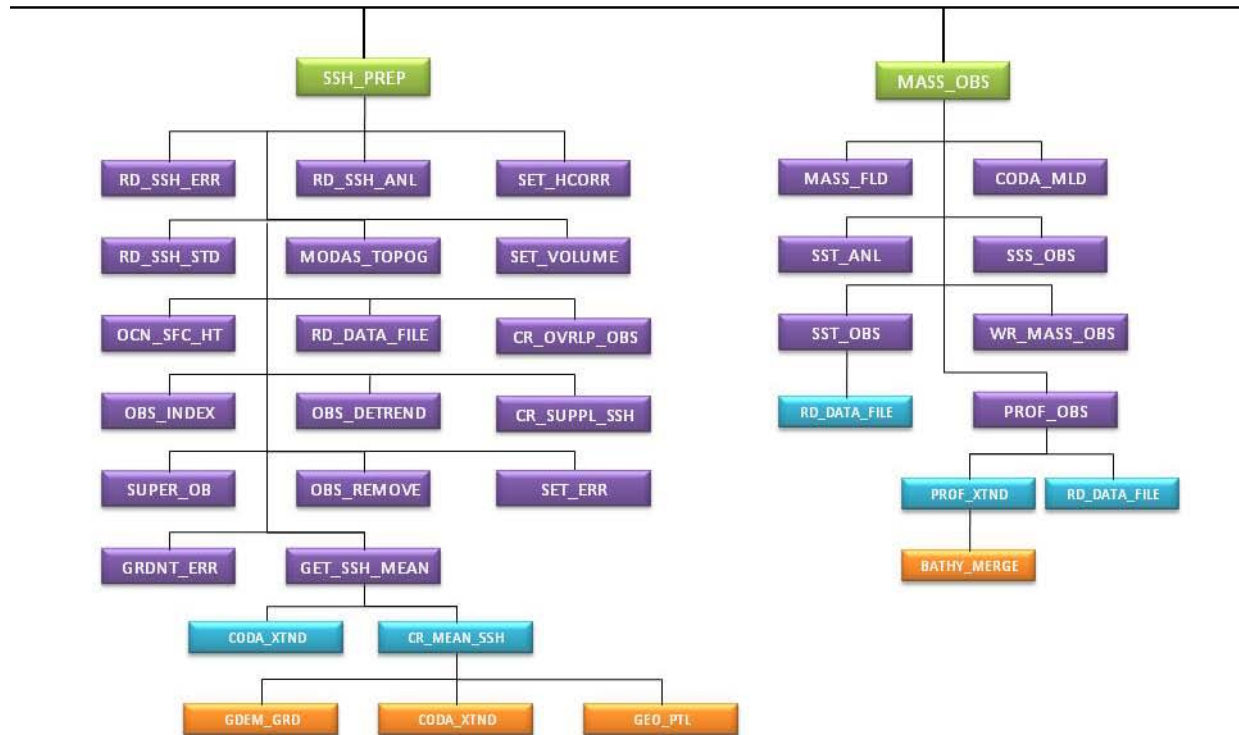 SSH_PREP
MASS_OBS
RD_SSH_ERR
RD_SSH_ANL
SET_HCORR
MASS_FLD
CODA_MLD
RD_SSH_STD
MODAS_TOPOG
SET_VOLUME
SST_ANL
SSS_OBS
OCN_SFC_HT
RD_DATA_FILE
CR_OVRLP_OBS
SST_OBS
WR_MASS_OBS
OBS_INDEX
OBS_DETREND
CR_SUPPL_SSH
RD_DATA_FILE
PROF_OBS
SUPER_OB
OBS_REMOVE
SET_ERR
PROF_XTND
RD_DATA_FILE
GRDNT_ERR
GET_SSH_MEAN
BATHY_MERGE
CODA_XTND
CR_MEAN_SSH
GDEM_GRD
CODA_XTND
GEO_PTL